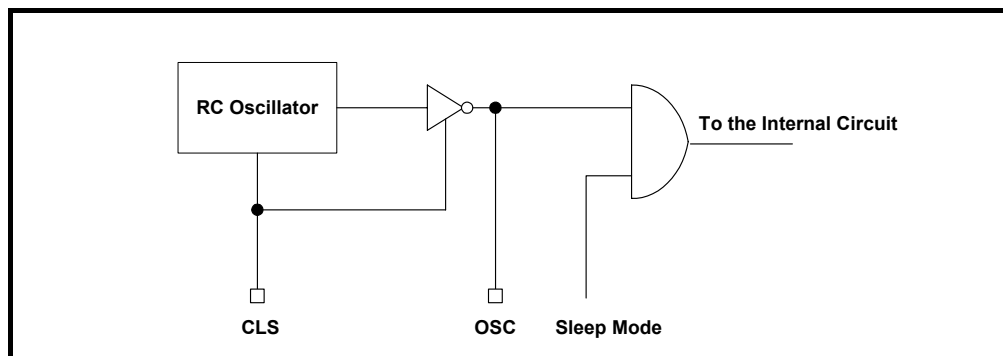 RC Oscillator
To the Internal Circuit
CLS
OSC
Sleep Mode